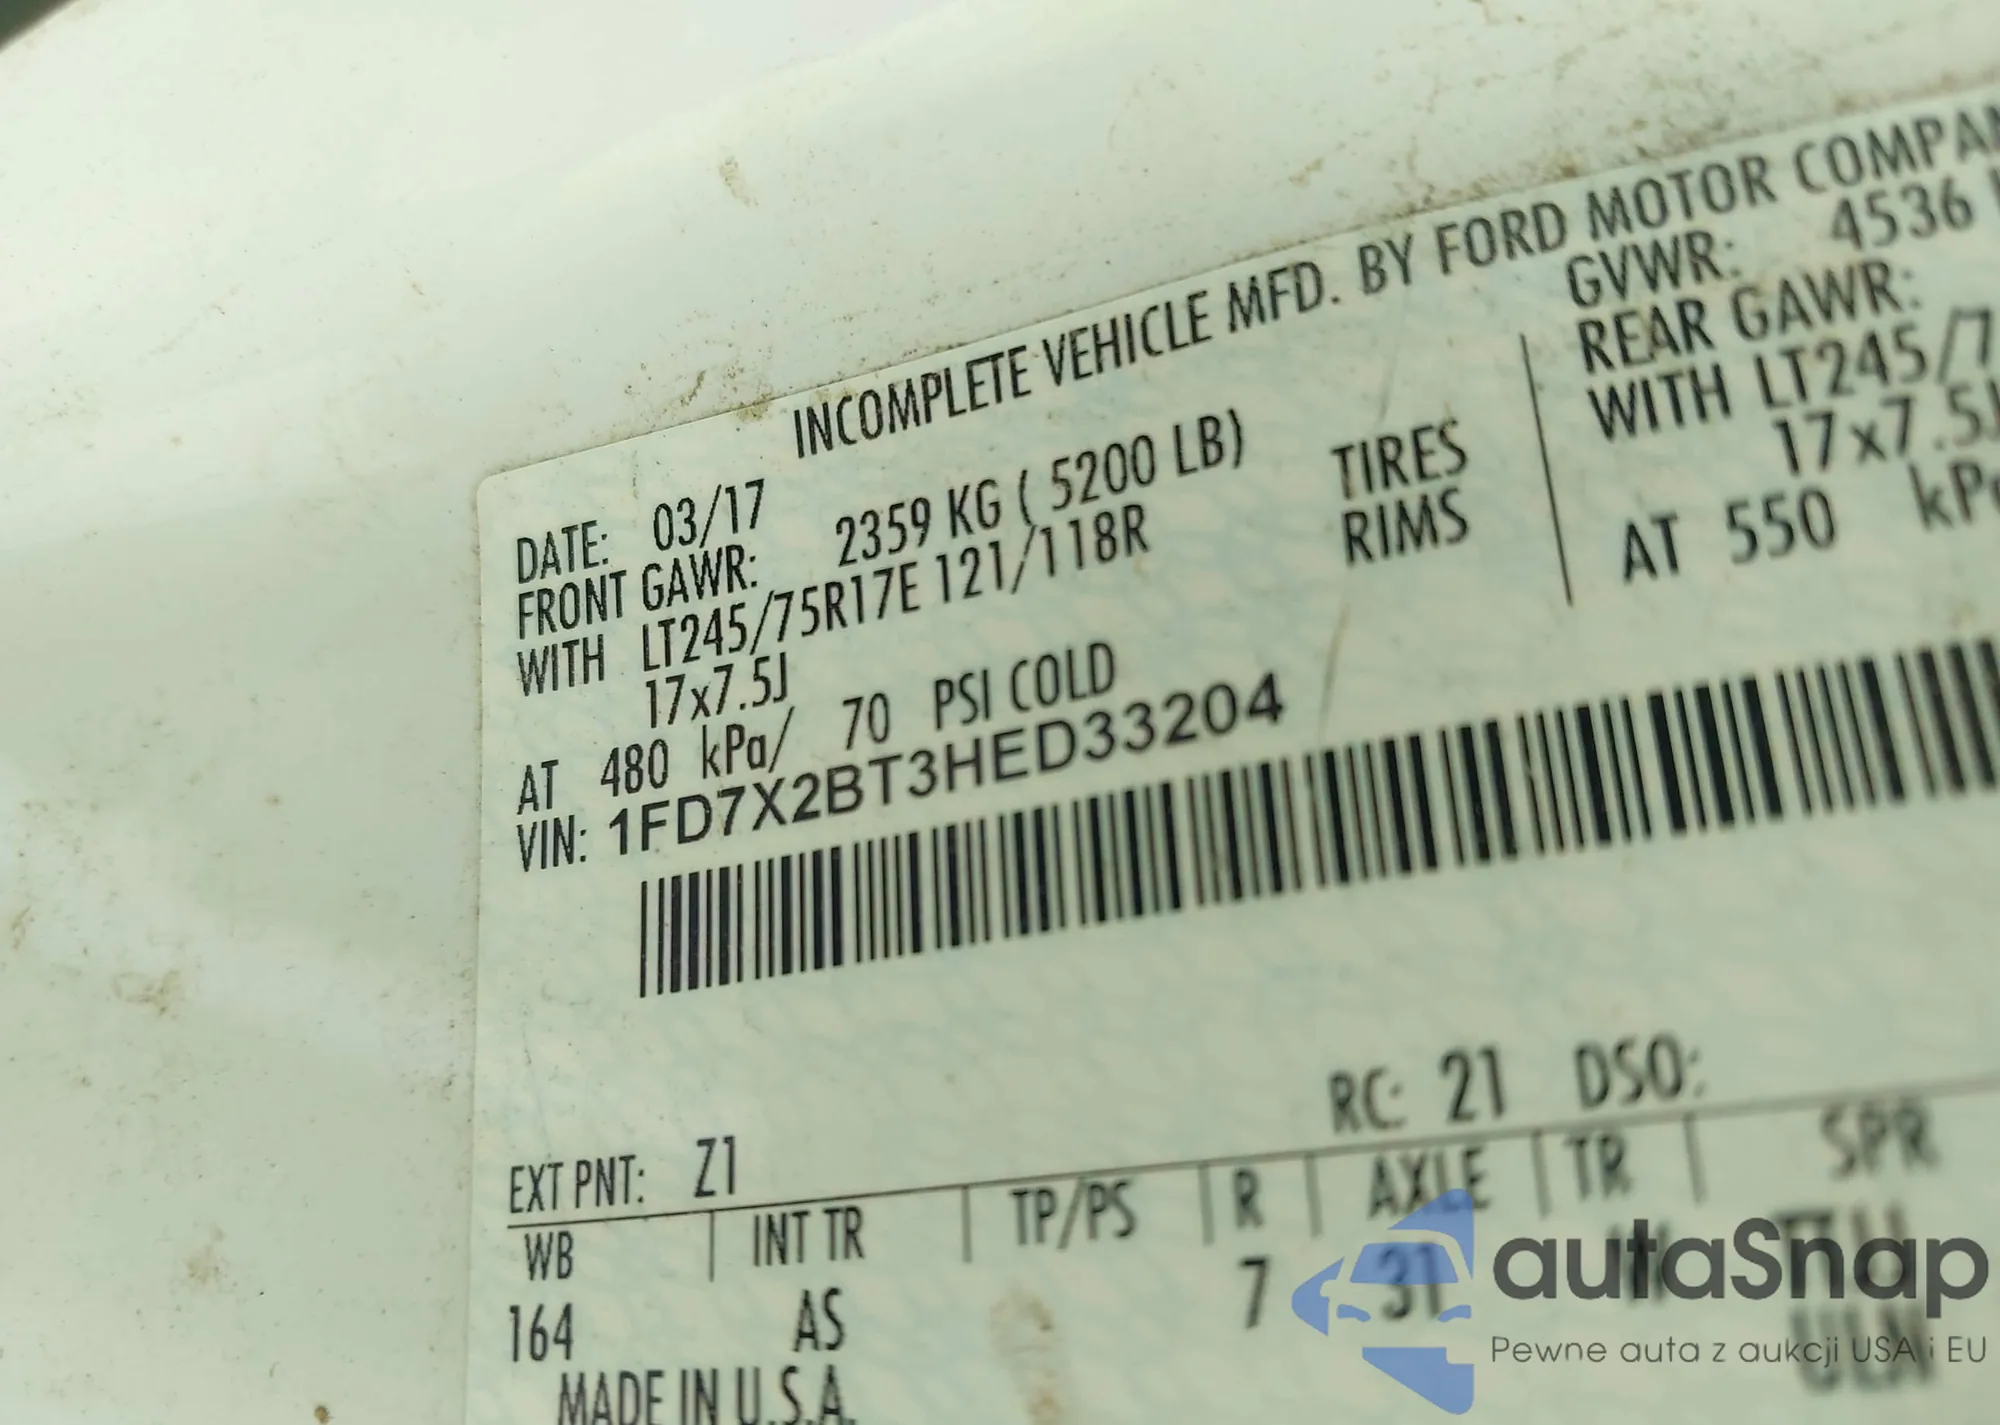 INCOMPLETE VEHICLE MFD. BY FORD MOTOR COMPAN
DATE: 03/17
GVWR: 4536
FRONT GAWR: 2359 KG ( 5200 LB)
REAR GAWR:
WITH LT245/75R17E 121/118R TIRES
WITH LT245/7
17x7.5J RIMS
17x7.5J
AT 480 kPa/ 70 PSI COLD
AT 550 kPa
VIN: 1FD7X2BT3HED33204
RC: 21 DSO:
EXT PNT: Z1
WB INT TR TP/PS R AXLE TR SPR
164 AS 7 31
MADE IN U.S.A.
autaSnap
Pewne auta z aukcji USA i EU